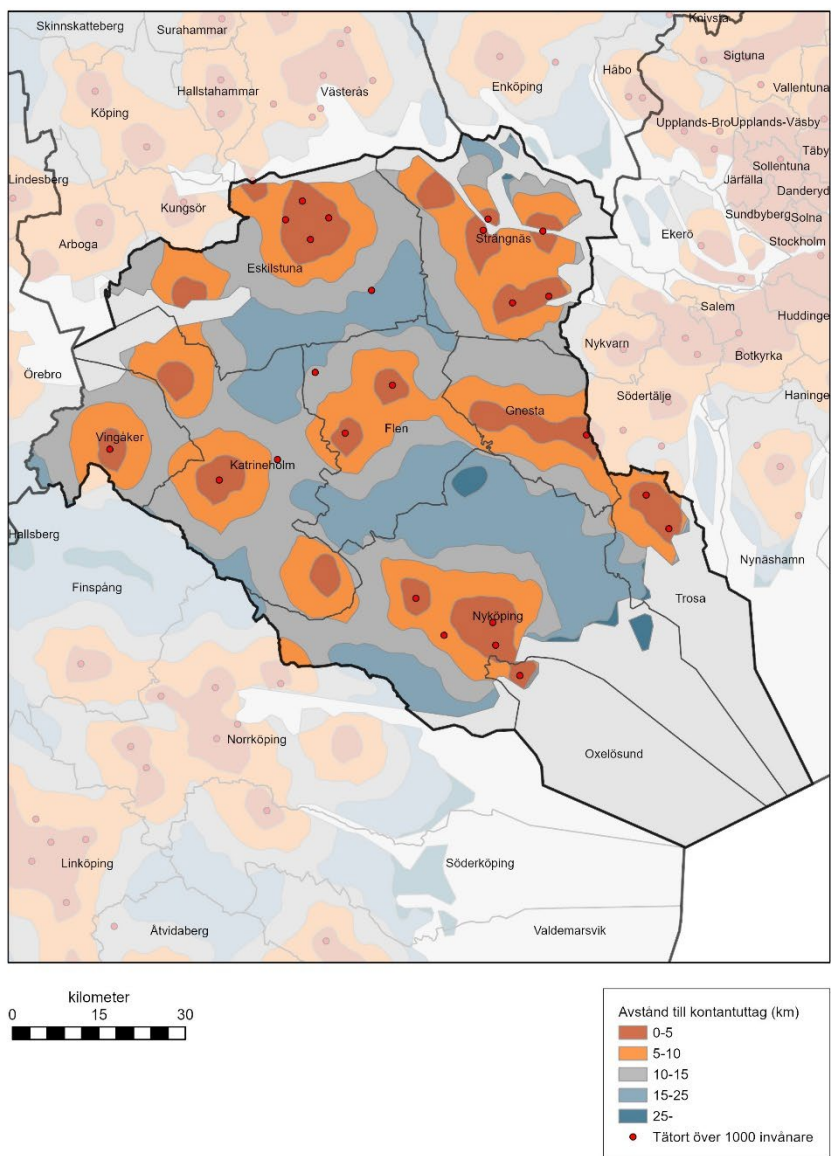 Knivsta
Skinnskatteberg
Surahammar
Sigtuna
Håbo
Enköping
Västerås
Hallstahammar
Vallentuna
Köping
Upplands-Bro
Upplands-Väsby
Täby
Sollentuna
Lindesberg
Järfälla
Danderyd
Kungsör
Sundbyberg
Solna
Ekerö
Arboga
Strängnäs
Stockholm
Eskilstuna
Salem
Huddinge
Nykvarn
Botkyrka
Örebro
Södertälje
Haninge
Gnesta
Vingåker
Flen
Katrineholm
Hallsberg
Nynäshamn
Finspång
Trosa
Nyköping
Norrköping
Oxelösund
Linköping
Söderköping
Åtvidaberg
Valdemarsvik
kilometer
0 15 30
Avstånd till kontantuttag (km)
0-5
5-10
10-15
15-25
25-
Tätort över 1000 invånare